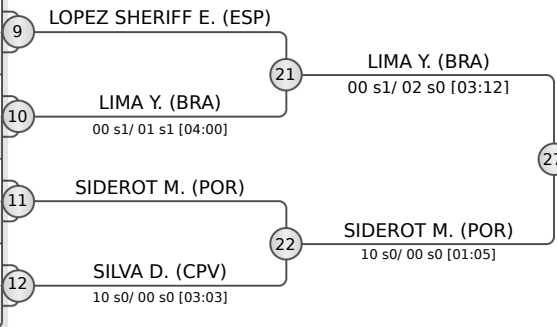 LOPEZ SHERIFF E. (ESP)
9
21
LIMA Y. (BRA)
00 s1/ 02 s0 [03:12]
LIMA Y. (BRA)
10
00 s1/ 01 s1 [04:00]
27
SIDEROT M. (POR)
11
22
SIDEROT M. (POR)
10 s0/ 00 s0 [01:05]
SILVA D. (CPV)
12
10 s0/ 00 s0 [03:03]